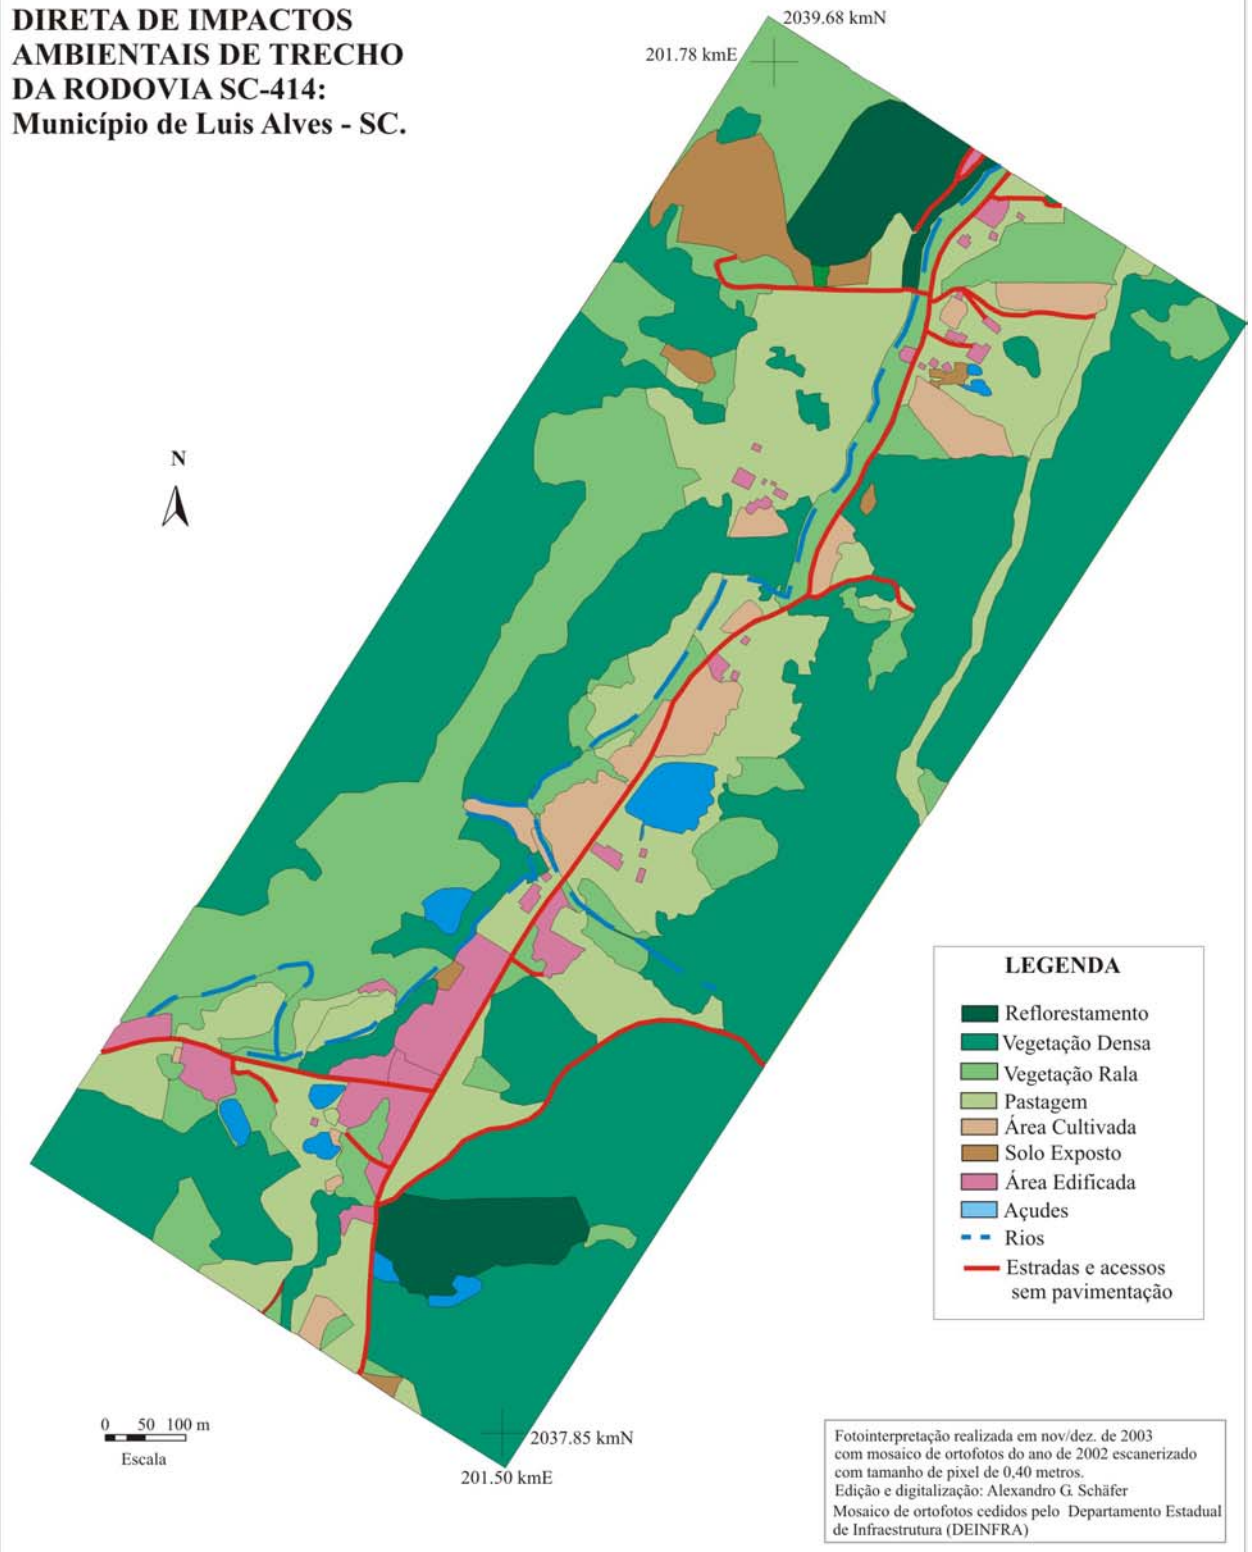 DIRETA DE IMPACTOS
AMBIENTAIS DE TRECHO
DA RODOVIA SC-414:
Município de Luis Alves - SC.
2039.68 kmN
201.78 kmE
N
LEGENDA
Reflorestamento
Vegetação Densa
Vegetação Rala
Pastagem
Área Cultivada
Solo Exposto
Área Edificada
Açudes
Rios
Estradas e acessos
sem pavimentação
0 50 100 m
Escala
2037.85 kmN
201.50 kmE
Fotointerpretação realizada em nov/dez. de 2003
com mosaico de ortofotos do ano de 2002 escanerizado
com tamanho de pixel de 0,40 metros.
Edição e digitalização: Alexandro G. Schäfer
Mosaico de ortofotos cedidos pelo Departamento Estadual
de Infraestrutura (DEINFRA)